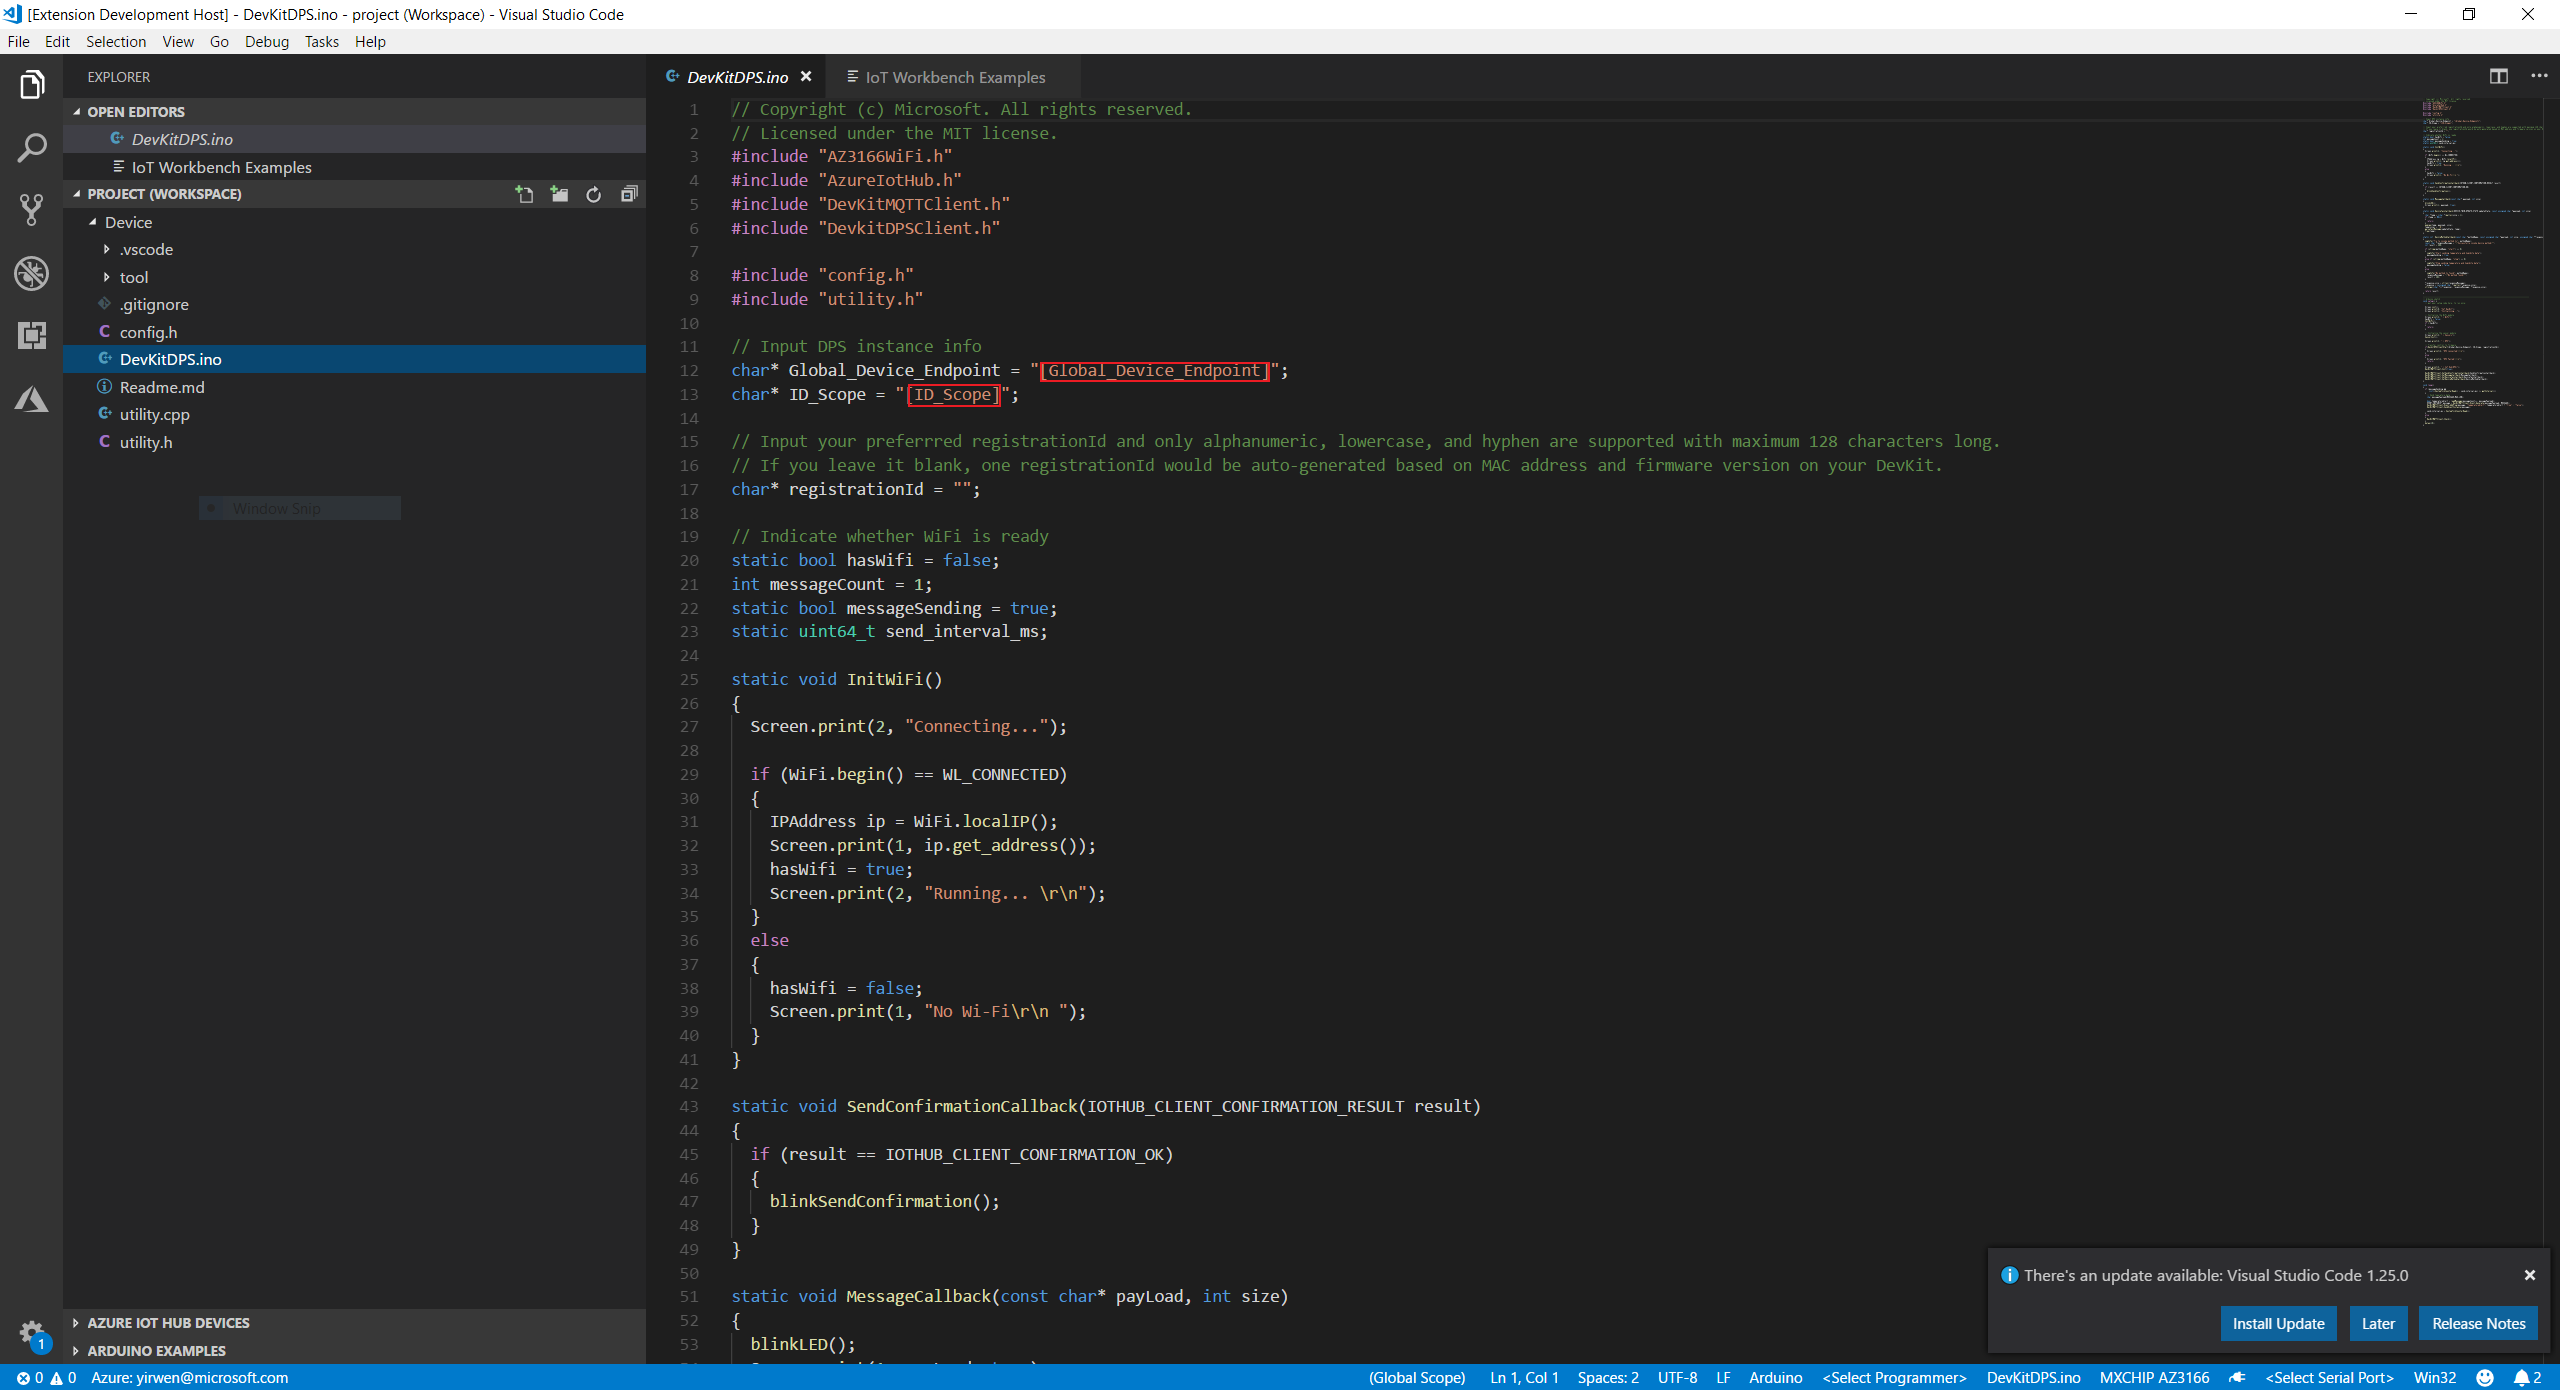 [Extension Development Host] - DevKitDPS.ino - project (Workspace) - Visual Studio Code
File Edit Selection View Go Debug Tasks Help
EXPLORER
OPEN EDITORS
DevKitDPS.ino
IoT Workbench Examples
PROJECT (WORKSPACE)
Device
.vscode
tool
.gitignore
config.h
DevKitDPS.ino
Readme.md
utility.cpp
utility.h
Window Snip
AZURE IOT HUB DEVICES
ARDUINO EXAMPLES
1
DevKitDPS.ino IoT Workbench Examples
1 // Copyright (c) Microsoft. All rights reserved.
2 // Licensed under the MIT license.
3 #include "AZ3166WiFi.h"
4 #include "AzureIotHub.h"
5 #include "DevKitMQTTClient.h"
6 #include "DevkitDPSClient.h"
7
8 #include "config.h"
9 #include "utility.h"
10
11 // Input DPS instance info
12 char* Global_Device_Endpoint = "[Global_Device_Endpoint]";
13 char* ID_Scope = "[ID_Scope]";
14
15 // Input your preferrred registrationId and only alphanumeric, lowercase, and hyphen are supported with maximum 128 characters long.
16 // If you leave it blank, one registrationId would be auto-generated based on MAC address and firmware version on your DevKit.
17 char* registrationId = "";
18
19 // Indicate whether WiFi is ready
20 static bool hasWifi = false;
21 int messageCount = 1;
22 static bool messageSending = true;
23 static uint64_t send_interval_ms;
24
25 static void InitWiFi()
26 {
27 Screen.print(2, "Connecting...");
28
29 if (WiFi.begin() == WL_CONNECTED)
30 {
31 IPAddress ip = WiFi.localIP();
32 Screen.print(1, ip.get_address());
33 hasWifi = true;
34 Screen.print(2, "Running... \r\n");
35 }
36 else
37 {
38 hasWifi = false;
39 Screen.print(1, "No Wi-Fi\r\n ");
40 }
41 }
42
43 static void SendConfirmationCallback(IOTHUB_CLIENT_CONFIRMATION_RESULT result)
44 {
45 if (result == IOTHUB_CLIENT_CONFIRMATION_OK)
46 {
47 blinkSendConfirmation();
48 }
49 }
50
51 static void MessageCallback(const char* payLoad, int size)
52 {
53 blinkLED();
There's an update available: Visual Studio Code 1.25.0
Install Update Later Release Notes
0 0 Azure: yirwen@microsoft.com (Global Scope) Ln 1, Col 1 Spaces: 2 UTF-8 LF Arduino <Select Programmer> DevKitDPS.ino MXCHIP AZ3166 <Select Serial Port> Win32 2